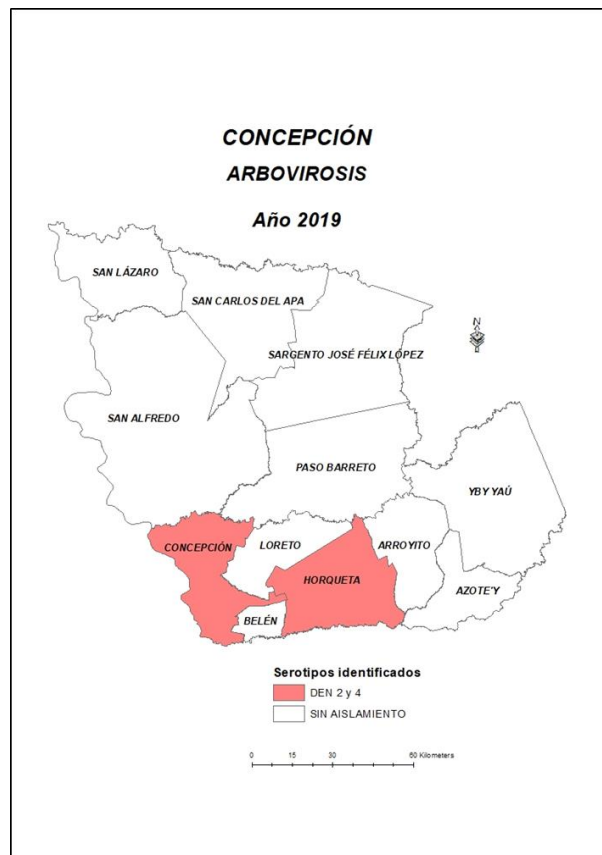 CONCEPCIÓN
ARBOVIROSIS
Año 2019
SAN LÁZARO
SAN CARLOS DEL APA
N
SARGENTO JOSÉ FÉLIX LÓPEZ
SAN ALFREDO
PASO BARRETO
YBY YAÚ
CONCEPCIÓN
LORETO
ARROYITO
HORQUETA
AZOTE'Y
BELÉN
Serotipos identificados
DEN 2 y 4
SIN AISLAMIENTO
0 15 30 60 Kilometers